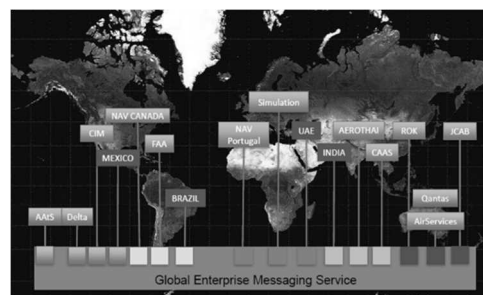 Simulation
NAV CANADA
CIM
FAA
NAV
Portugal
UAE
AEROTHAI
ROK
JCAB
MEXICO
INDIA
CAAS
BRAZIL
Qantas
AAtS
Delta
AirServices
Global Enterprise Messaging Service